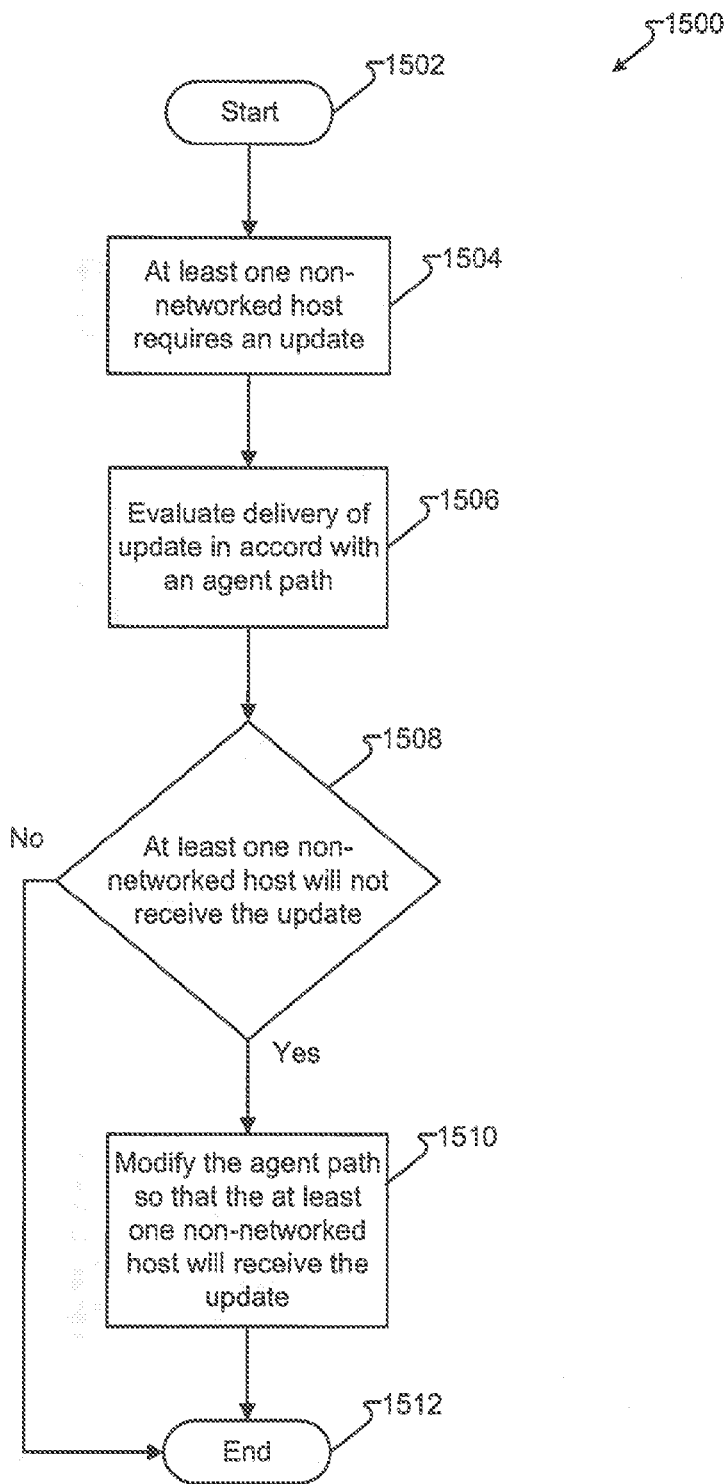 1500
1502
Start
1504
At least one non-
networked host
requires an update
1506
Evaluate delivery of
update in accord with
an agent path
1508
No
At least one non-
networked host will not
receive the update
Yes
1510
Modify the agent path
so that the at least
one non-networked
host will receive the
update
1512
End